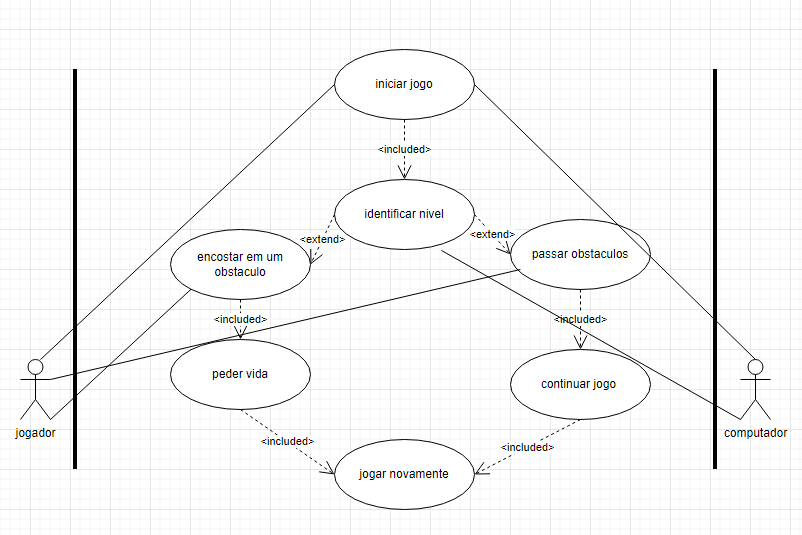 iniciar jogo
<included>
identificar nivel
<extend>
<extend>
encostar em um
obstaculo
passar obstaculos
<included>
<included>
peder vida
continuar jogo
jogador
computador
<included>
<included>
jogar novamente